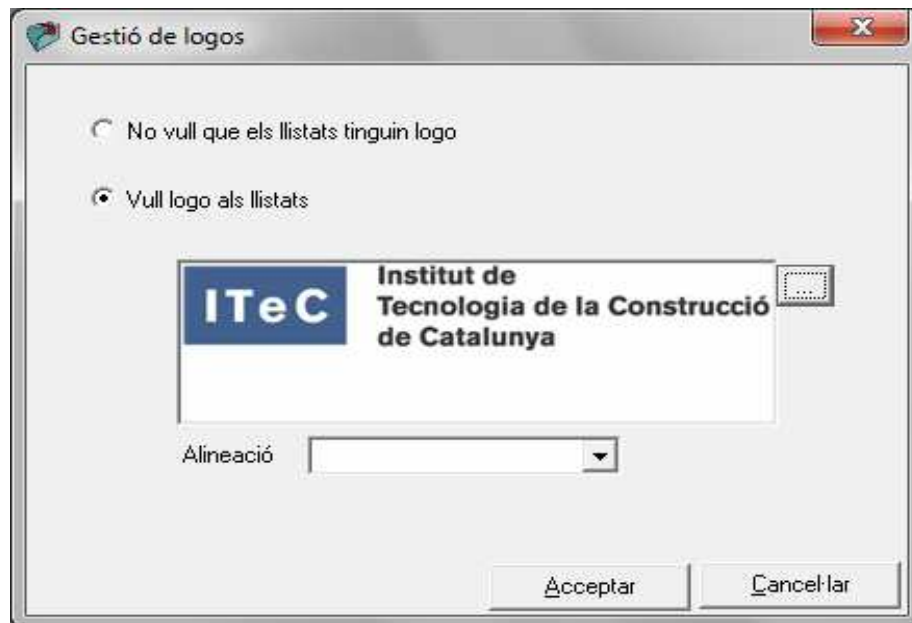 Gestió de logos
No vull que els llistats tinguin logo
Vull logo als llistats
ITeC
Institut de
Tecnologia de la Construcció
de Catalunya
...
Alineació
Acceptar
Cancel·lar